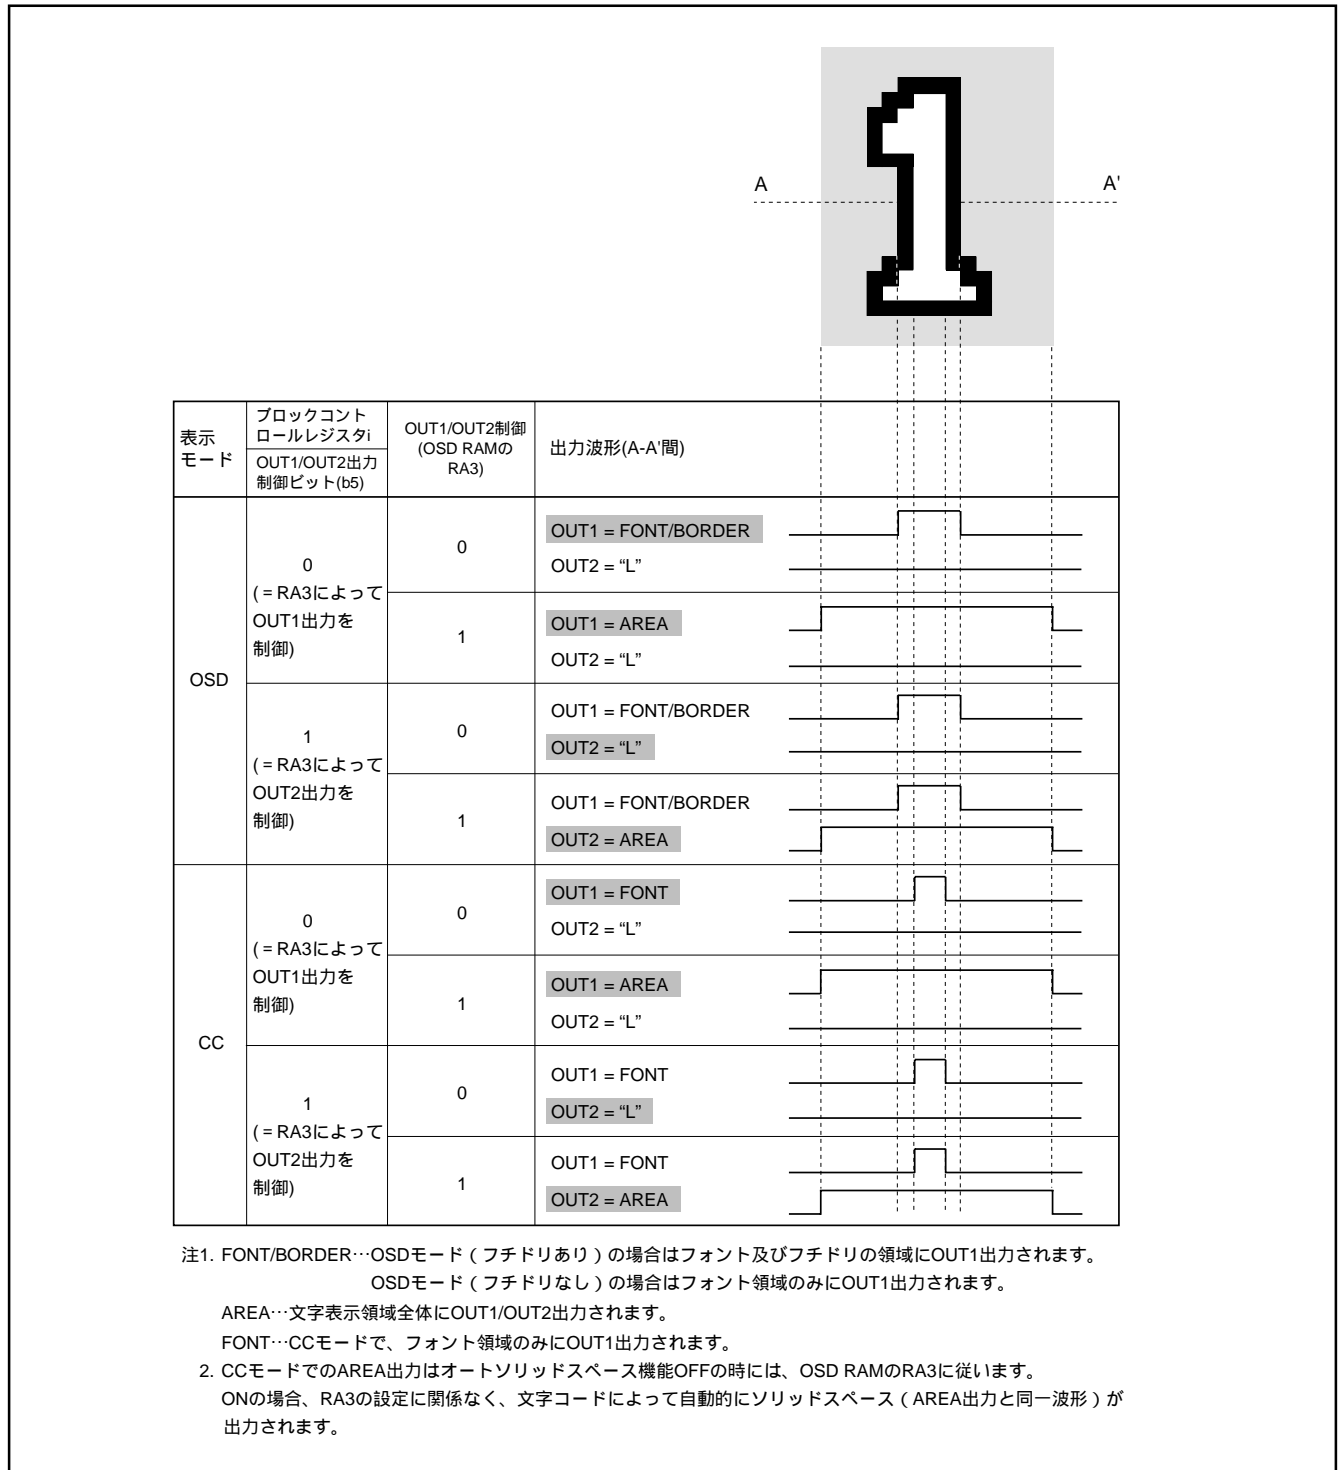 A
A'
表示
モード
ブロックコント
ロールレジスタi
OUT1/OUT2出力
制御ビット(b5)
OUT1/OUT2制御
(OSD RAMの
RA3)
出力波形(A-A'間)
OSD
0
(=RA3によって
OUT1出力を
制御)
0
OUT1 = FONT/BORDER
OUT2 = “L”
1
OUT1 = AREA
OUT2 = “L”
1
(=RA3によって
OUT2出力を
制御)
0
OUT1 = FONT/BORDER
OUT2 = “L”
1
OUT1 = FONT/BORDER
OUT2 = AREA
CC
0
(=RA3によって
OUT1出力を
制御)
0
OUT1 = FONT
OUT2 = “L”
1
OUT1 = AREA
OUT2 = “L”
1
(=RA3によって
OUT2出力を
制御)
0
OUT1 = FONT
OUT2 = “L”
1
OUT1 = FONT
OUT2 = AREA
注1. FONT/BORDER…OSDモード(フチドリあり)の場合はフォント及びフチドリの領域にOUT1出力されます。
OSDモード(フチドリなし)の場合はフォント領域のみにOUT1出力されます。
AREA…文字表示領域全体にOUT1/OUT2出力されます。
FONT…CCモードで、フォント領域のみにOUT1出力されます。
2. CCモードでのAREA出力はオートソリッドスペース機能OFFの時には、OSD RAMのRA3に従います。
ONの場合、RA3の設定に関係なく、文字コードによって自動的にソリッドスペース(AREA出力と同一波形)が
出力されます。